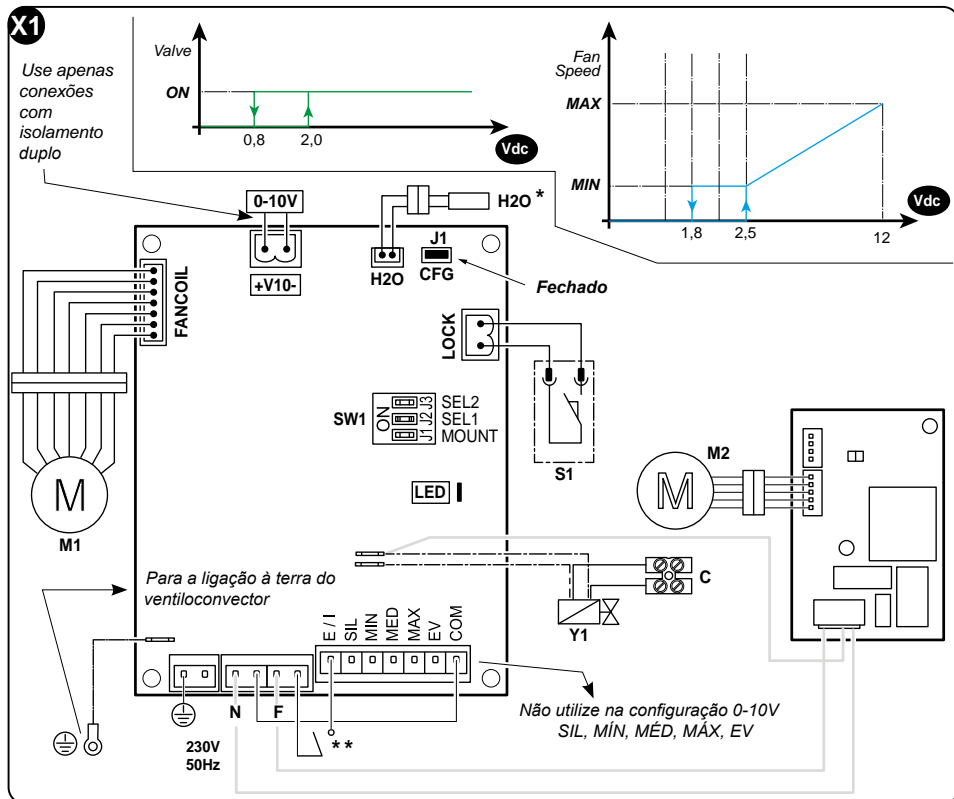 X1
Use apenas
conexões
com
isolamento
duplo
Valve
ON
0,8
2,0
Vdc
Fan
Speed
MAX
MIN
1,8
2,5
12
Vdc
0-10V
+V10-
H2O *
H2O
J1
CFG
Fechado
FANCOIL
LOCK
S1
SW1
ON
J3 SEL2
J2 SEL1
J1 MOUNT
LED
M
M1
M
M2
Para a ligação à terra do
ventiloconvector
C
Y1
E / I
SIL
MIN
MED
MAX
EV
COM
N
F
* *
230V
50Hz
Não utilize na configuração 0-10V
SIL, MÍN, MÉD, MÁX, EV